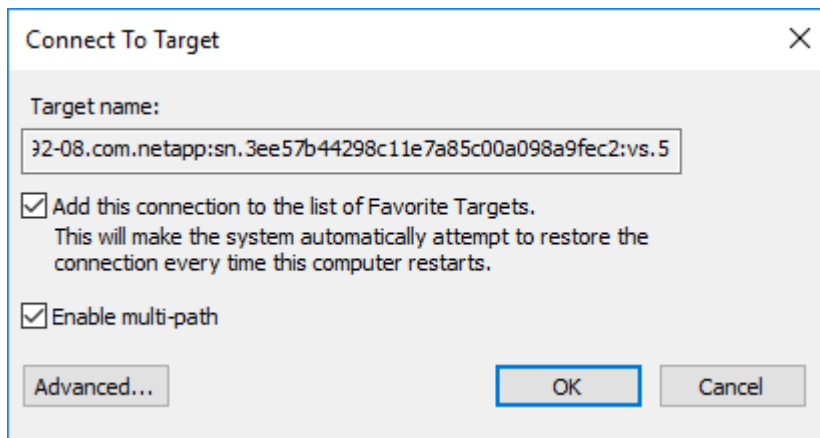 Connect To Target
Target name:
92-08.com.netapp:sn.3ee57b44298c11e7a85c00a098a9fec2:vs.5
Add this connection to the list of Favorite Targets.
This will make the system automatically attempt to restore the
connection every time this computer restarts.
Enable multi-path
Advanced... OK Cancel